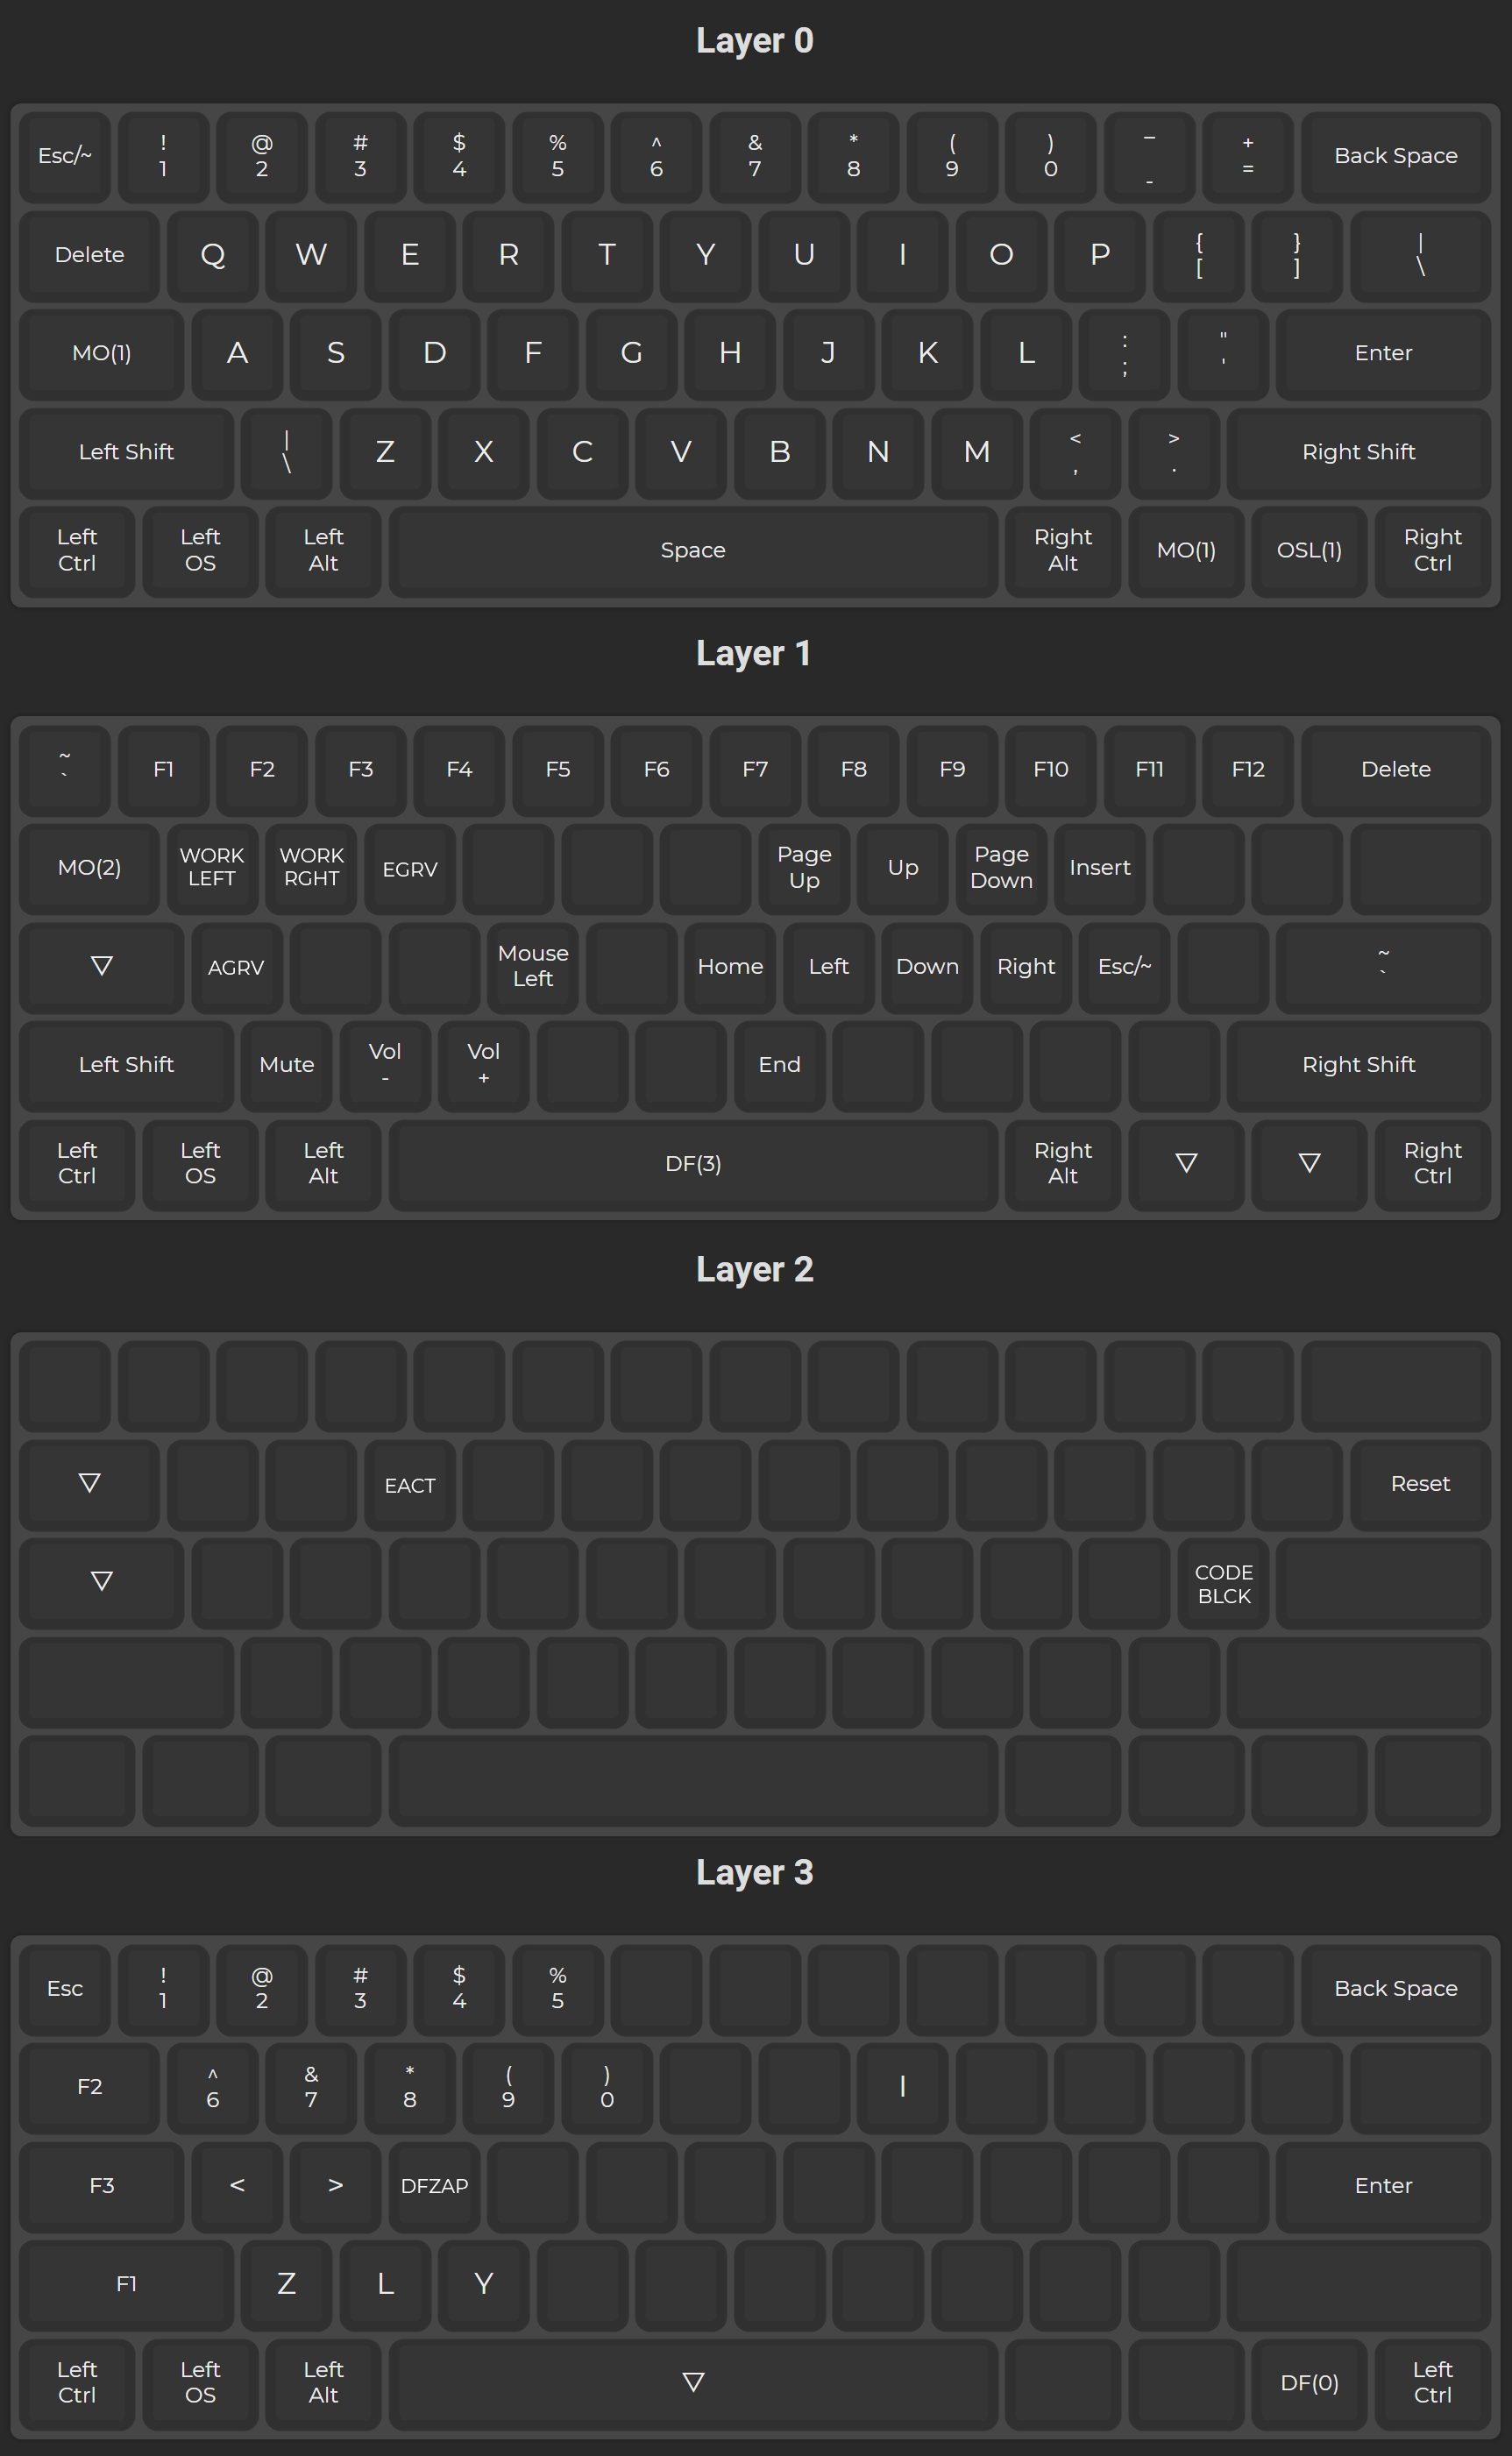 Layer 0
Esc/~ ! @ # $ % ^ & * ( ) _ + Back Space
1 2 3 4 5 6 7 8 9 0 - =
Delete Q W E R T Y U I O P { } |
[ ] \
MO(1) A S D F G H J K L : " Enter
; '
Left Shift | Z X C V B N M < > Right Shift
\ , .
Left Left Left Space Right MO(1) OSL(1) Right
Ctrl OS Alt Alt Ctrl
Layer 1
~ F1 F2 F3 F4 F5 F6 F7 F8 F9 F10 F11 F12 Delete
`
MO(2) WORK WORK EGRV Page Up Page Insert
LEFT RGHT Up Down
▽ AGRV Mouse Home Left Down Right Esc/~ ~
Left `
Left Shift Mute Vol Vol End Right Shift
- +
Left Left Left DF(3) Right ▽ ▽ Right
Ctrl OS Alt Alt Ctrl
Layer 2
▽ EACT Reset
▽ CODE
BLCK
Layer 3
Esc ! @ # $ % Back Space
1 2 3 4 5
F2 ^ & * ( ) I
6 7 8 9 0
F3 < > DFZAP Enter
F1 Z L Y
Left Left Left ▽ DF(0) Left
Ctrl OS Alt Ctrl